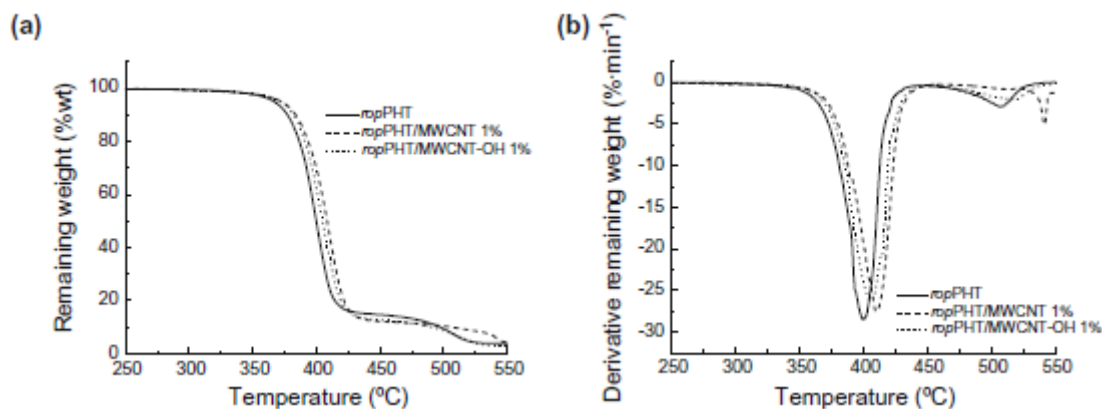 (a)
Remaining weight (%wt)
100
80
60
40
20
0
ropPHT
ropPHT/MWCNT 1%
ropPHT/MWCNT-OH 1%
250 300 350 400 450 500 550
Temperature (ºC)
(b)
Derivative remaining weight (%·min⁻¹)
0
-5
-10
-15
-20
-25
-30
ropPHT
ropPHT/MWCNT 1%
ropPHT/MWCNT-OH 1%
250 300 350 400 450 500 550
Temperature (ºC)